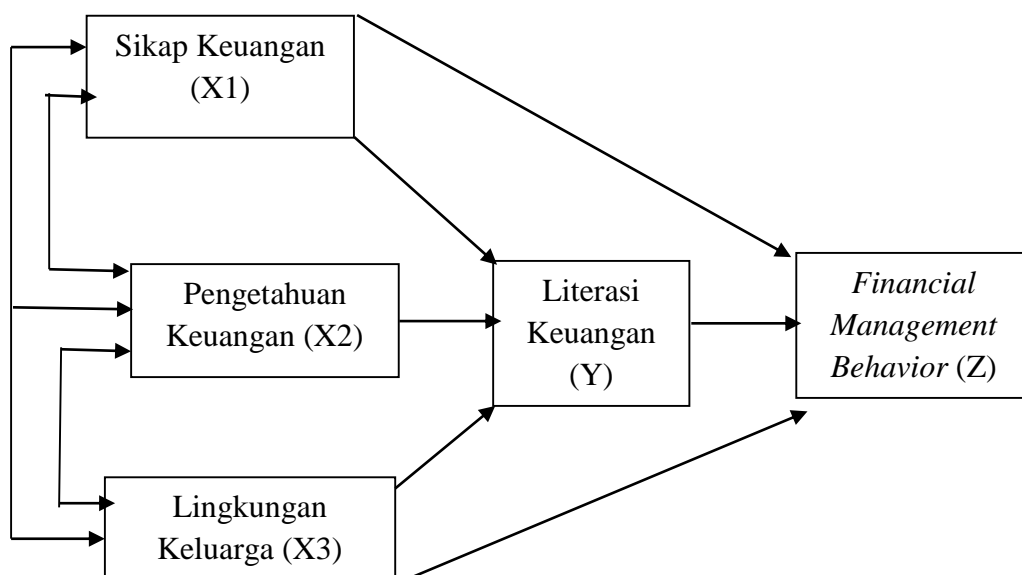 Sikap Keuangan
(X1)
Pengetahuan
Keuangan (X2)
Literasi
Keuangan
(Y)
Financial
Management
Behavior (Z)
Lingkungan
Keluarga (X3)